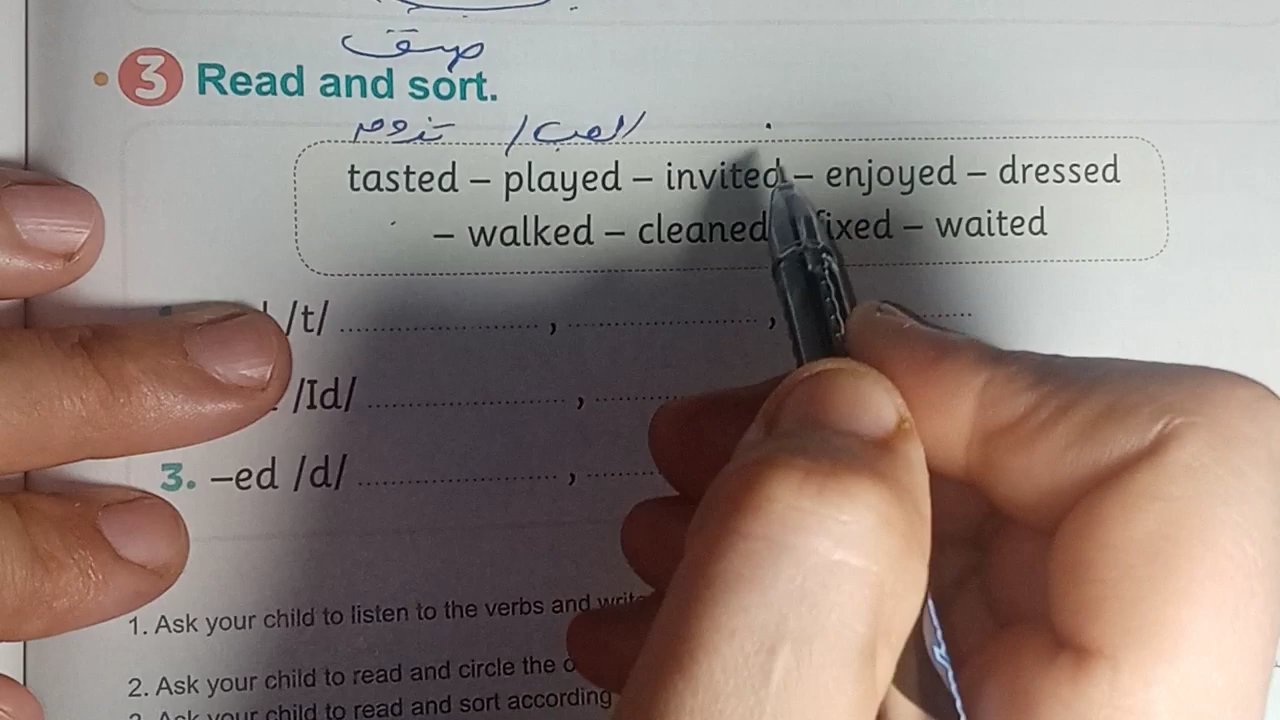 صنف
3 Read and sort.
العب/
tasted – played – invited – enjoyed – dressed
– walked – cleaned fixed – waited
/t/ .................... , .................... , ....................
/Id/ .................... , ....................
3. –ed /d/ .................... , ....................
1. Ask your child to listen to the verbs and write
2. Ask your child to read and circle the
Ask your child to read and sort according